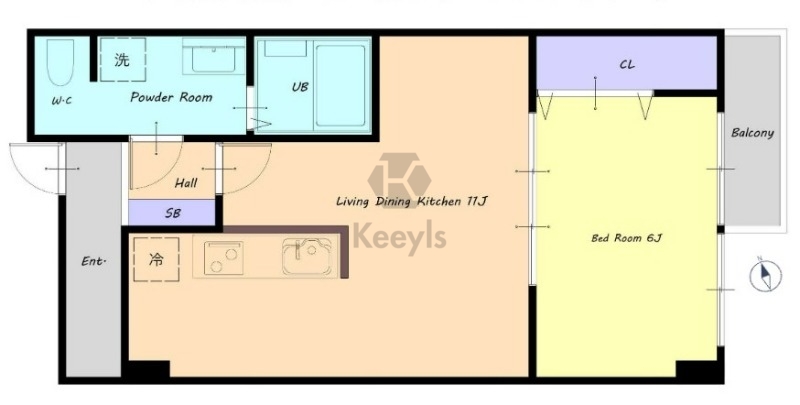 洗
W.C
Powder Room
UB
CL
Balcony
Hall
SB
Living Dining Kitchen 11J
Keeyls
Bed Room 6J
Ent.
冷
N